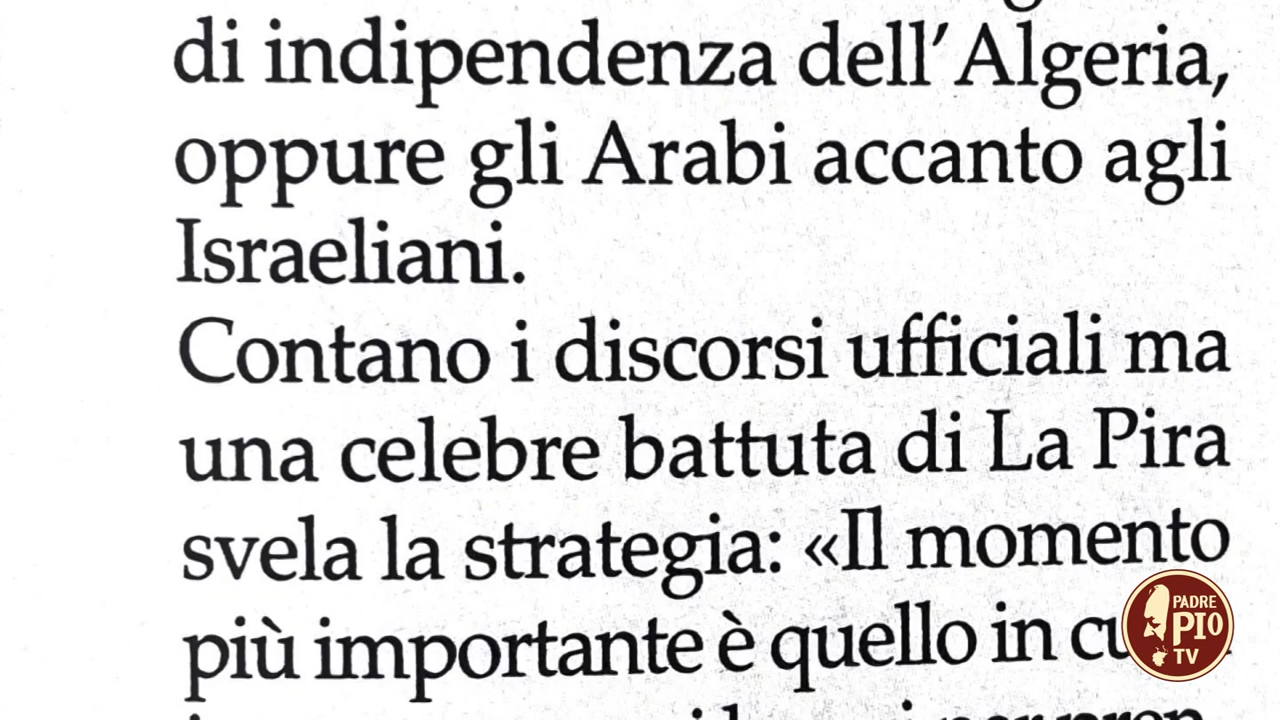 di indipendenza dell'Algeria,
oppure gli Arabi accanto agli
Israeliani.
Contano i discorsi ufficiali ma
una celebre battuta di La Pira
svela la strategia: «Il momento
più importante è quello in
PADRE
PIO
TV